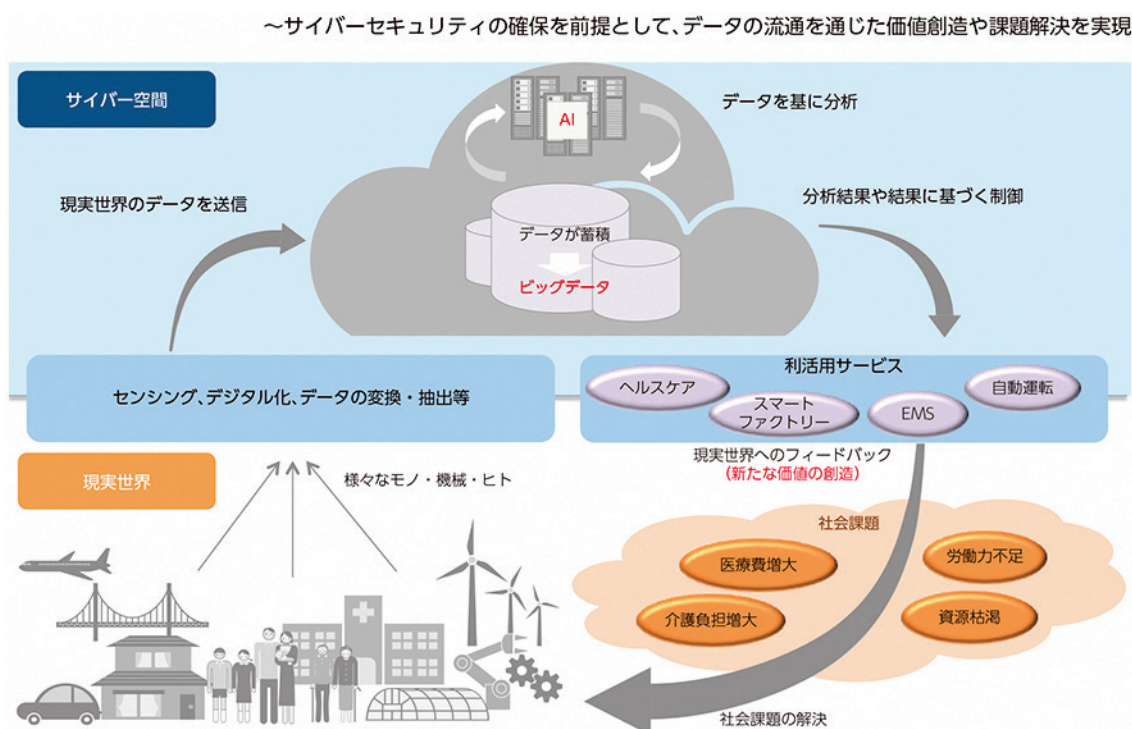 ～サイバーセキュリティの確保を前提として、データの流通を通じた価値創造や課題解決を実現
サイバー空間
AI
データを基に分析
現実世界のデータを送信
分析結果や結果に基づく制御
データが蓄積
ビッグデータ
センシング、デジタル化、データの変換・抽出等
利活用サービス
ヘルスケア
スマート
ファクトリー
EMS
自動運転
現実世界へのフィードバック
（新たな価値の創造）
現実世界
様々なモノ・機械・ヒト
社会課題
医療費増大
労働力不足
介護負担増大
資源枯渇
社会課題の解決